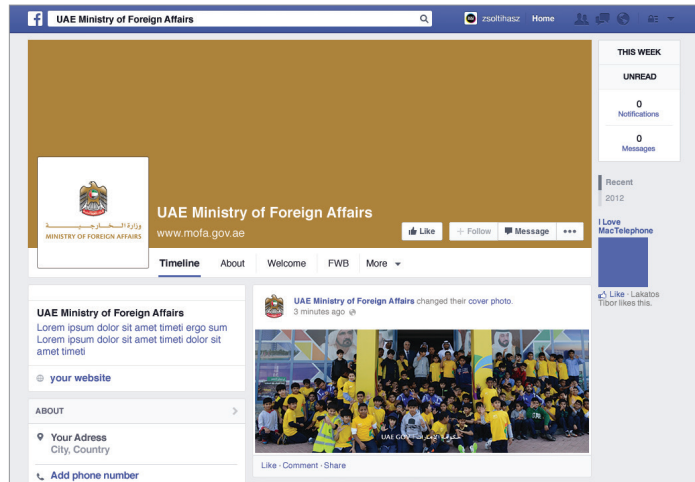 UAE Ministry of Foreign Affairs
zsoltihasz
Home
THIS WEEK
UNREAD
0
Notifications
0
Messages
Recent
2012
I Love
MacTelephone
Like · Lakatos
Tibor likes this.
وزارة الخارجية
MINISTRY OF FOREIGN AFFAIRS
UAE Ministry of Foreign Affairs
www.mofa.gov.ae
Like
+ Follow
Message
Timeline
About
Welcome
FWB
More
UAE Ministry of Foreign Affairs
Lorem ipsum dolor sit amet timeti ergo sum
Lorem ipsum dolor sit amet timeti dolor sit
amet timeti
your website
ABOUT
Your Adress
City, Country
Add phone number
UAE Ministry of Foreign Affairs changed their cover photo.
3 minutes ago
Like · Comment · Share